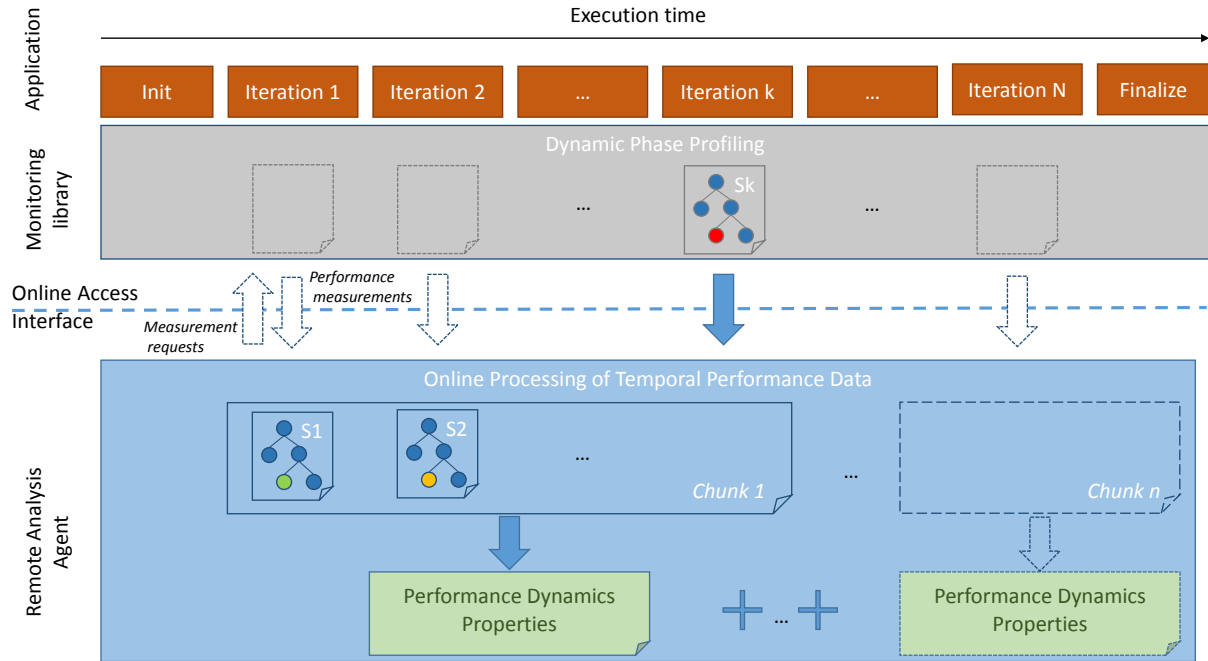 Execution time
Application
Init
Iteration 1
Iteration 2
...
Iteration k
...
Iteration N
Finalize
Monitoring
library
Dynamic Phase Profiling
...
Sk
...
Online Access
Interface
Performance
measurements
Measurement
requests
Remote Analysis
Agent
Online Processing of Temporal Performance Data
S1
S2
...
Chunk 1
...
Chunk n
Performance Dynamics
Properties
...
Performance Dynamics
Properties